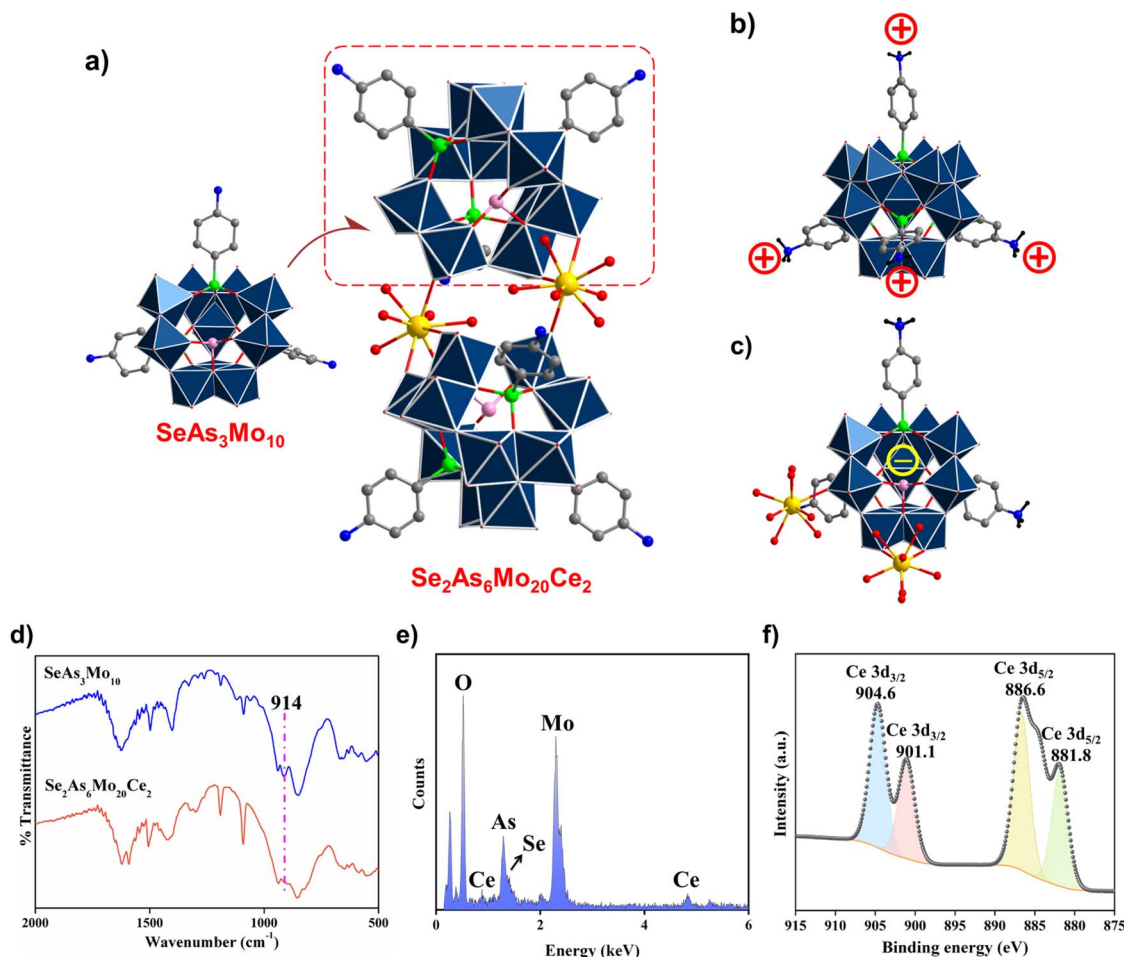 a)
SeAs₃Mo₁₀
Se₂As₆Mo₂₀Ce₂
b)
+
+
+
+
c)
−
d)
SeAs₃Mo₁₀
914
Se₂As₆Mo₂₀Ce₂
% Transmittance
2000 1500 1000 500
Wavenumber (cm⁻¹)
e)
O
Mo
As
Se
Ce
Ce
Counts
0 2 4 6
Energy (keV)
f)
Ce 3d₃/₂
904.6
Ce 3d₃/₂
901.1
Ce 3d₅/₂
886.6
Ce 3d₅/₂
881.8
Intensity (a.u.)
915 905 900 895 890 885 880 875
Binding energy (eV)